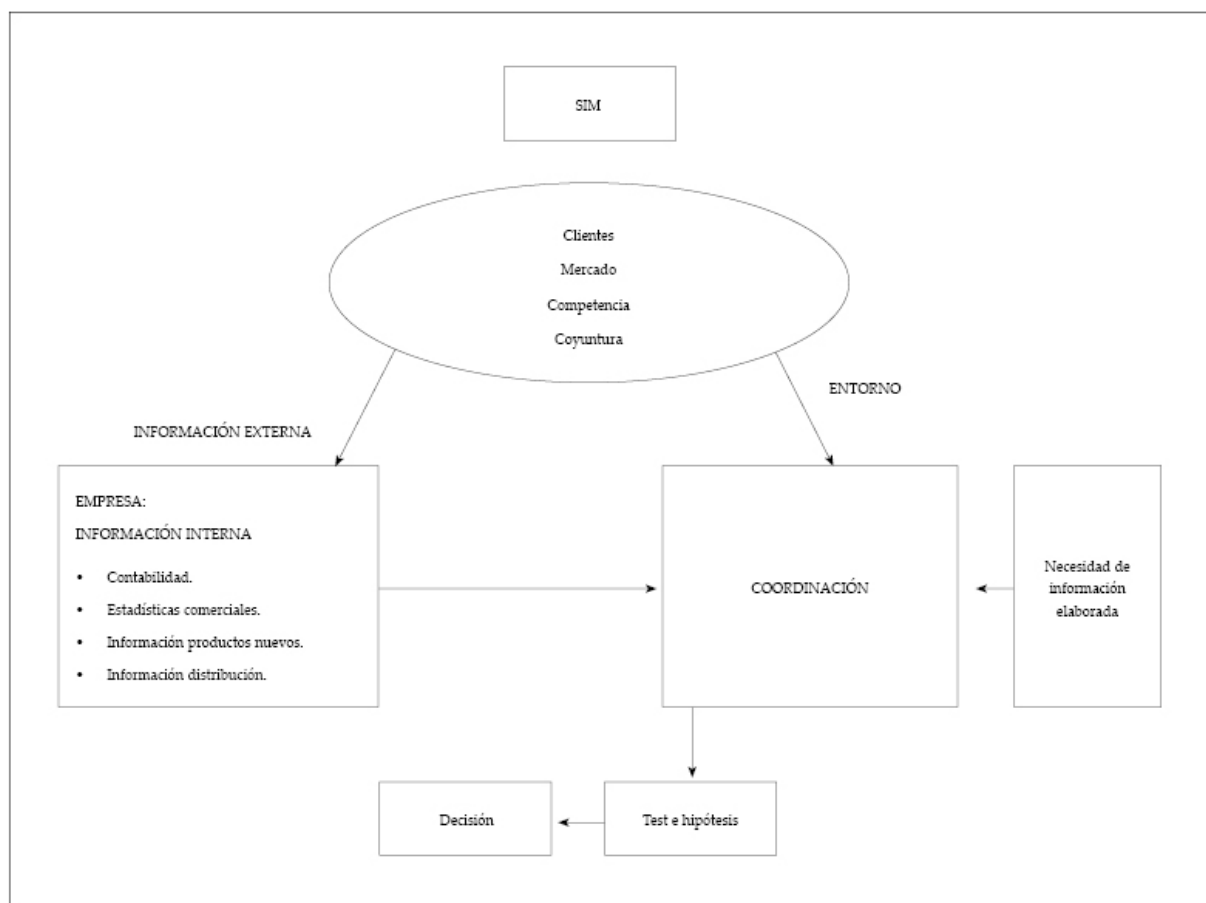 SIM
Clientes
Mercado
Competencia
Coyuntura
ENTORNO
INFORMACIÓN EXTERNA
EMPRESA:
INFORMACIÓN INTERNA
• Contabilidad.
• Estadísticas comerciales.
• Información productos nuevos.
• Información distribución.
COORDINACIÓN
Necesidad de
información
elaborada
Decisión
Test e hipótesis